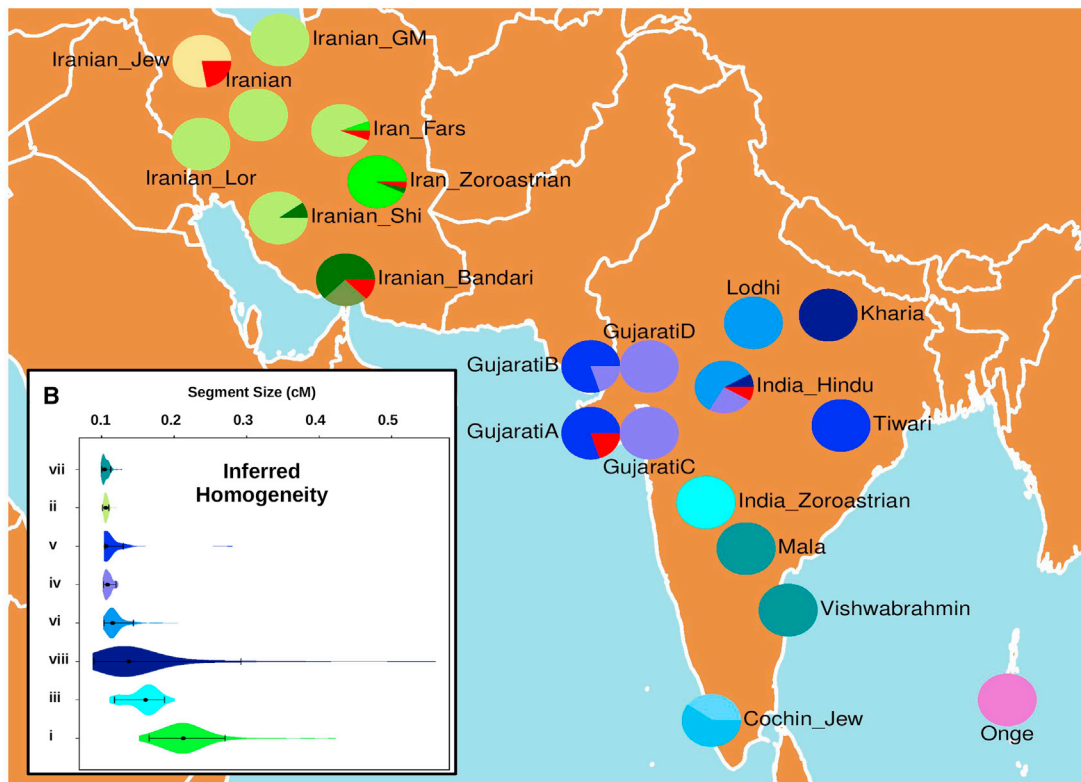 Iranian_GM
Iranian_Jew
Iranian
Iran_Fars
Iranian_Lor
Iran_Zoroastrian
Iranian_Shi
Iranian_Bandari
Lodhi
Kharia
GujaratiD
GujaratiB
India_Hindu
GujaratiA
Tiwari
GujaratiC
India_Zoroastrian
Mala
Vishwabrahmin
Cochin_Jew
Onge
B
Segment Size (cM)
0.1 0.2 0.3 0.4 0.5
Inferred
Homogeneity
vii
ii
v
iv
vi
viii
iii
i